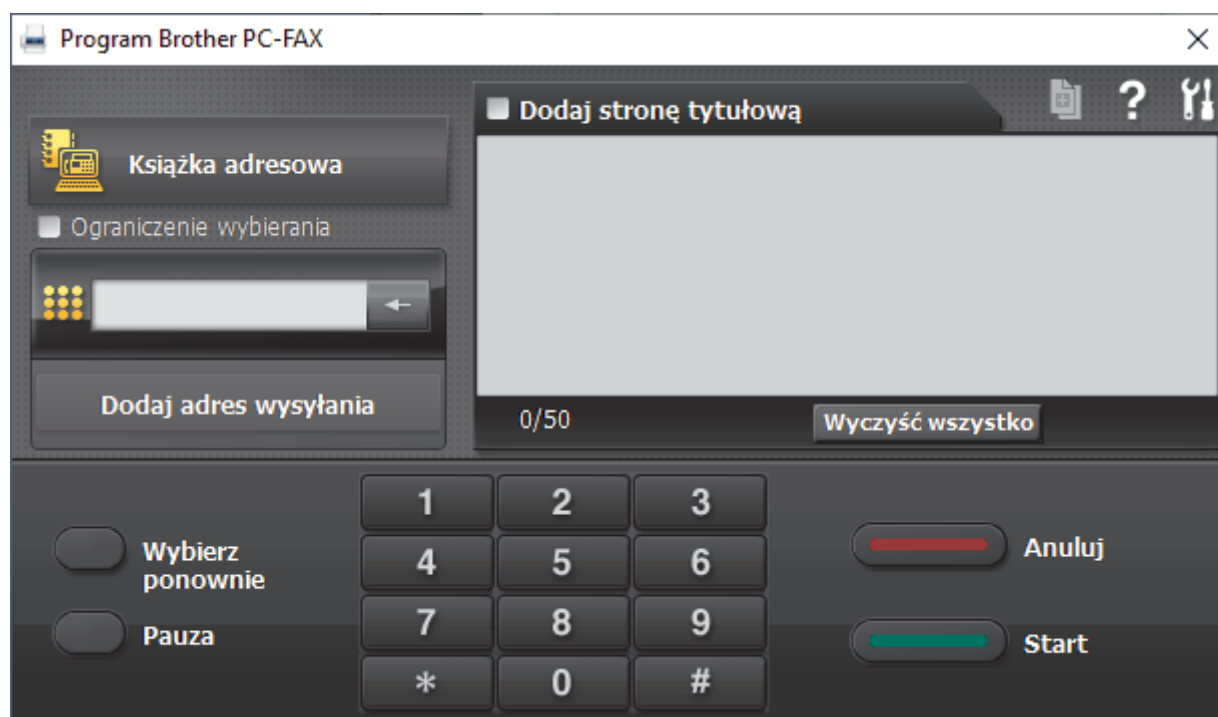 Program Brother PC-FAX
Dodaj stronę tytułową
?
Książka adresowa
Ograniczenie wybierania
Dodaj adres wysyłania
0/50
Wyczyść wszystko
1 2 3
4 5 6
7 8 9
* 0 #
Wybierz
ponownie
Pauza
Anuluj
Start